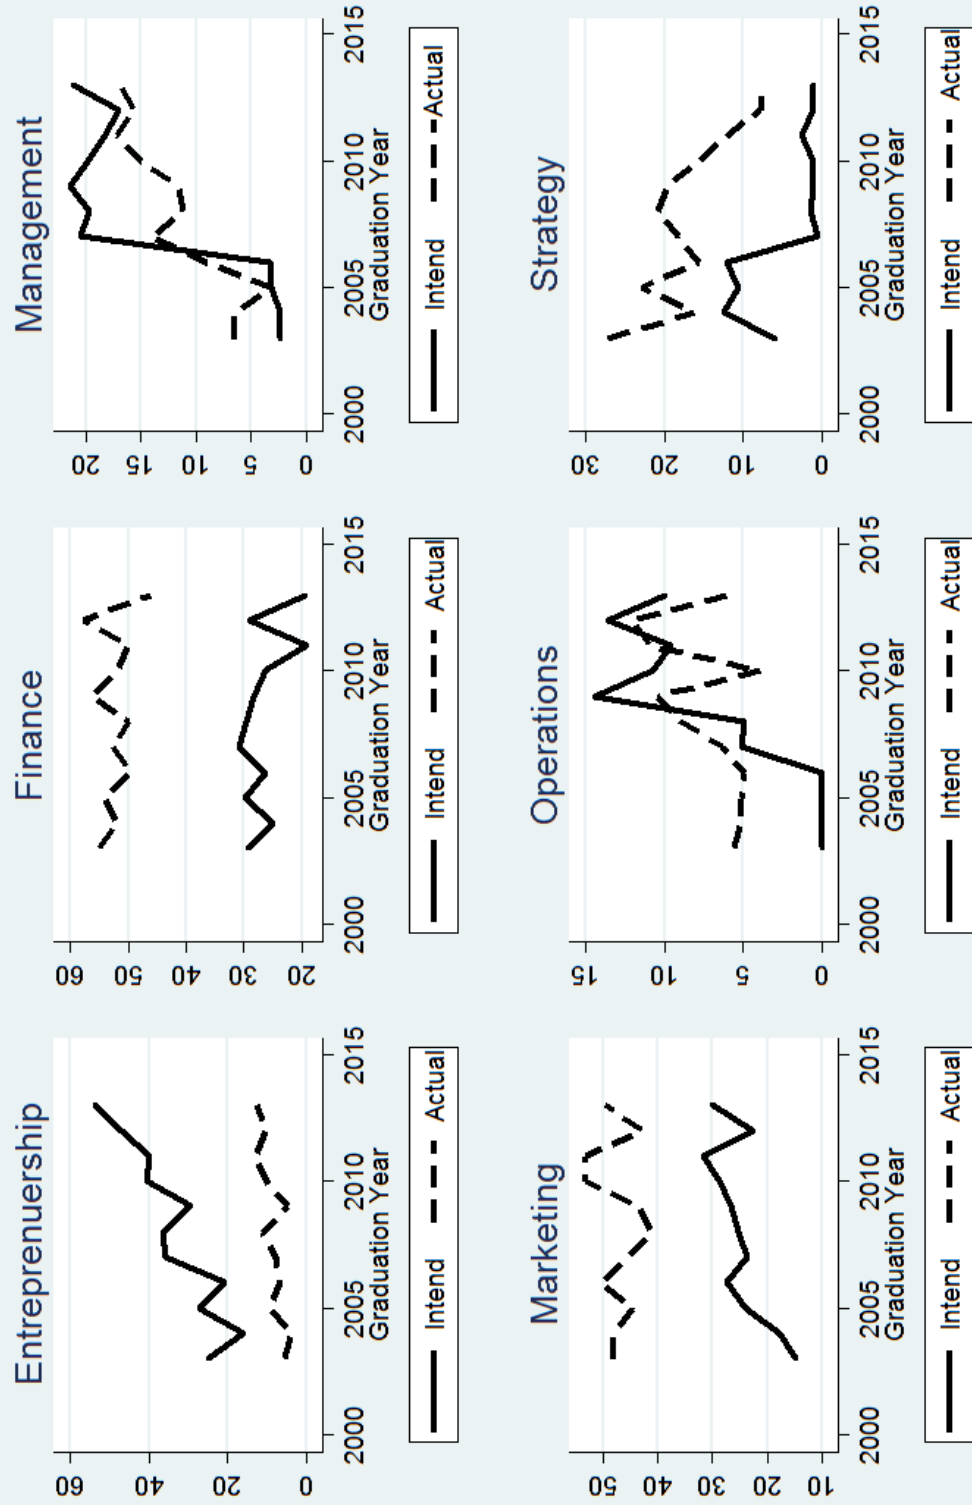 Entreprenuership
60
40
20
0
2000 2005 2010 2015
Graduation Year
Intend Actual
Finance
60
50
40
30
20
2000 2005 2010 2015
Graduation Year
Intend Actual
Management
20
15
10
5
0
2000 2005 2010 2015
Graduation Year
Intend Actual
Marketing
50
40
30
20
10
2000 2005 2010 2015
Graduation Year
Intend Actual
Operations
15
10
5
0
2000 2005 2010 2015
Graduation Year
Intend Actual
Strategy
30
20
10
0
2000 2005 2010 2015
Graduation Year
Intend Actual